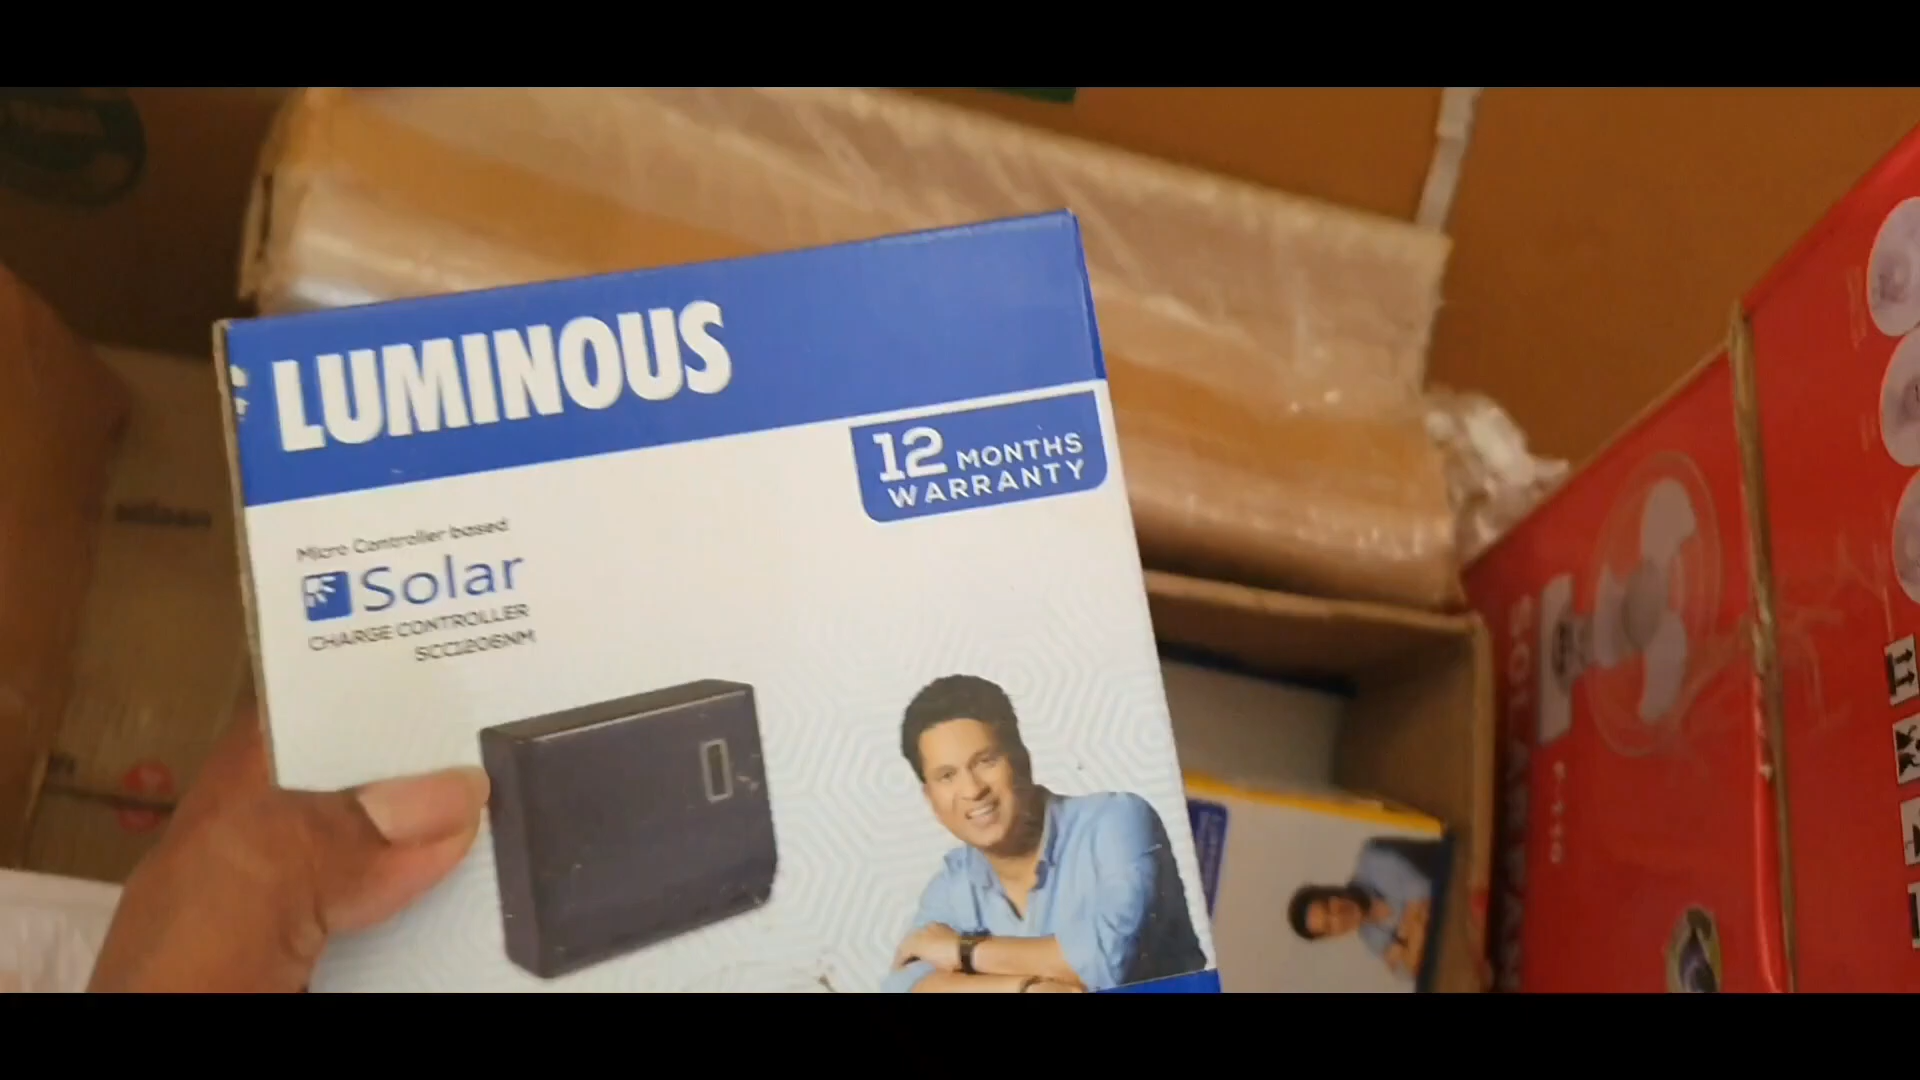 LUMINOUS
12 MONTHS
WARRANTY
Micro Controller based
Solar
CHARGE CONTROLLER
SCC1206NM